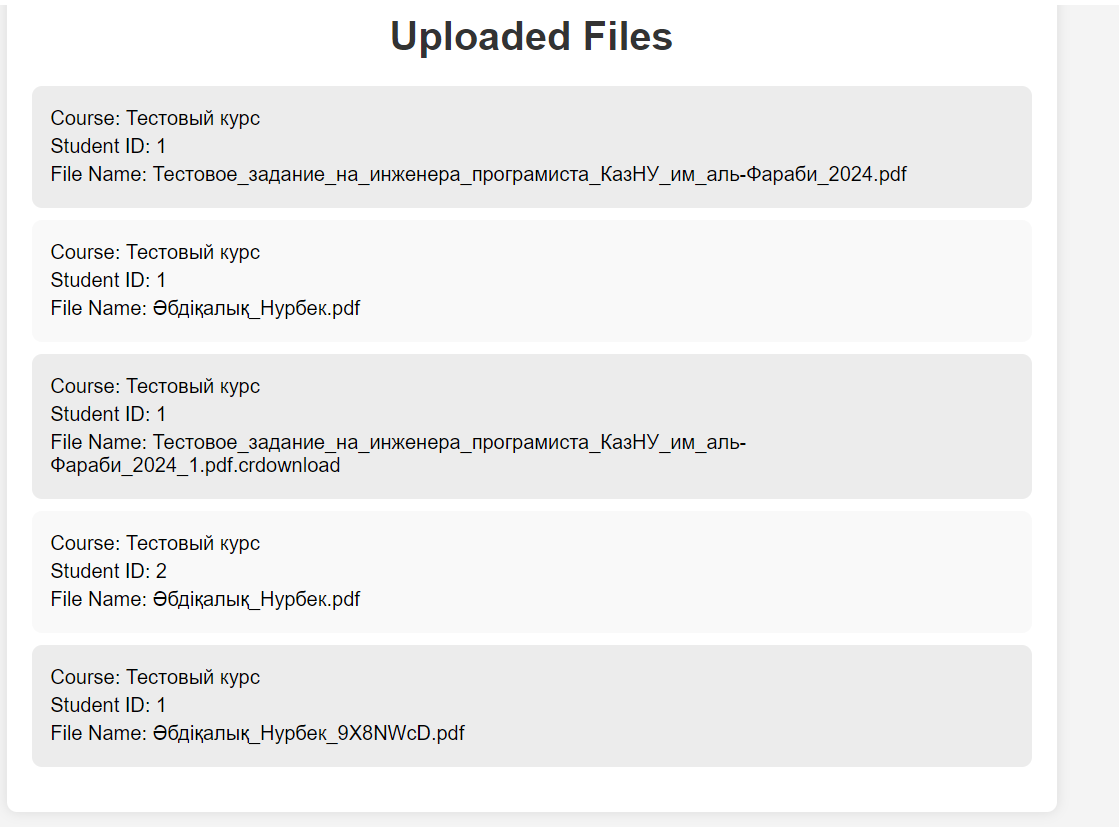 Uploaded Files
Course: Тестовый курс
Student ID: 1
File Name: Тестовое_задание_на_инженера_програмиста_КазНУ_им_аль-Фараби_2024.pdf
Course: Тестовый курс
Student ID: 1
File Name: Әбдіқалық_Нурбек.pdf
Course: Тестовый курс
Student ID: 1
File Name: Тестовое_задание_на_инженера_програмиста_КазНУ_им_аль-
Фараби_2024_1.pdf.crdownload
Course: Тестовый курс
Student ID: 2
File Name: Әбдіқалық_Нурбек.pdf
Course: Тестовый курс
Student ID: 1
File Name: Әбдіқалық_Нурбек_9X8NWcD.pdf